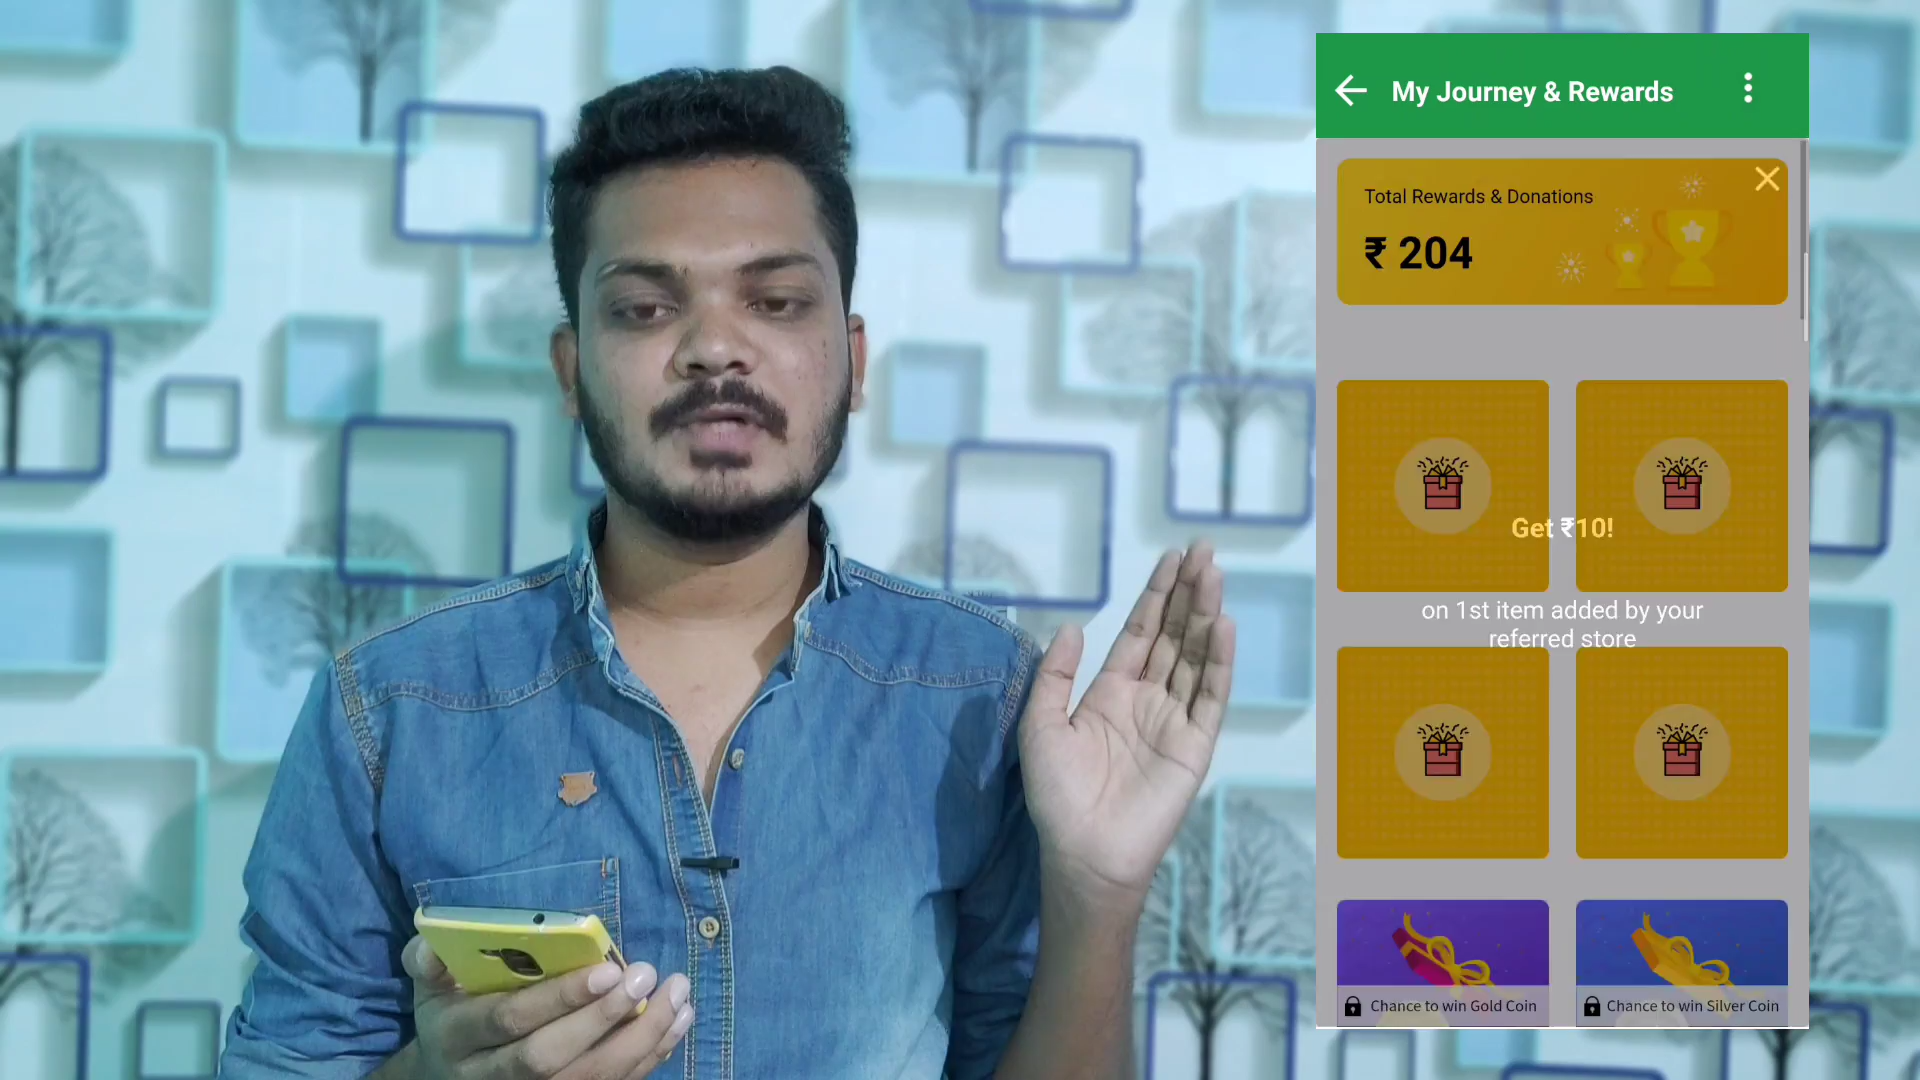 My Journey & Rewards
Total Rewards & Donations
₹ 204
Get ₹10!
on 1st item added by your
referred store
Chance to win Gold Coin
Chance to win Silver Coin